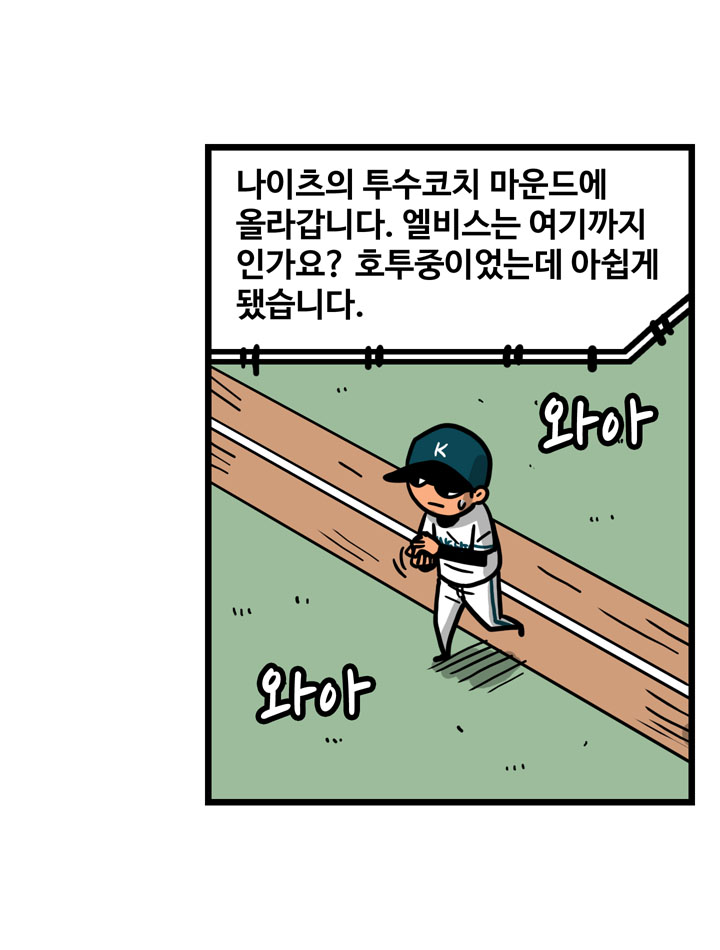 나이츠의 투수코치 마운드에
올라갑니다. 엘비스는 여기까지
인가요? 호투중이었는데 아쉽게
됐습니다.
와아
K
와아